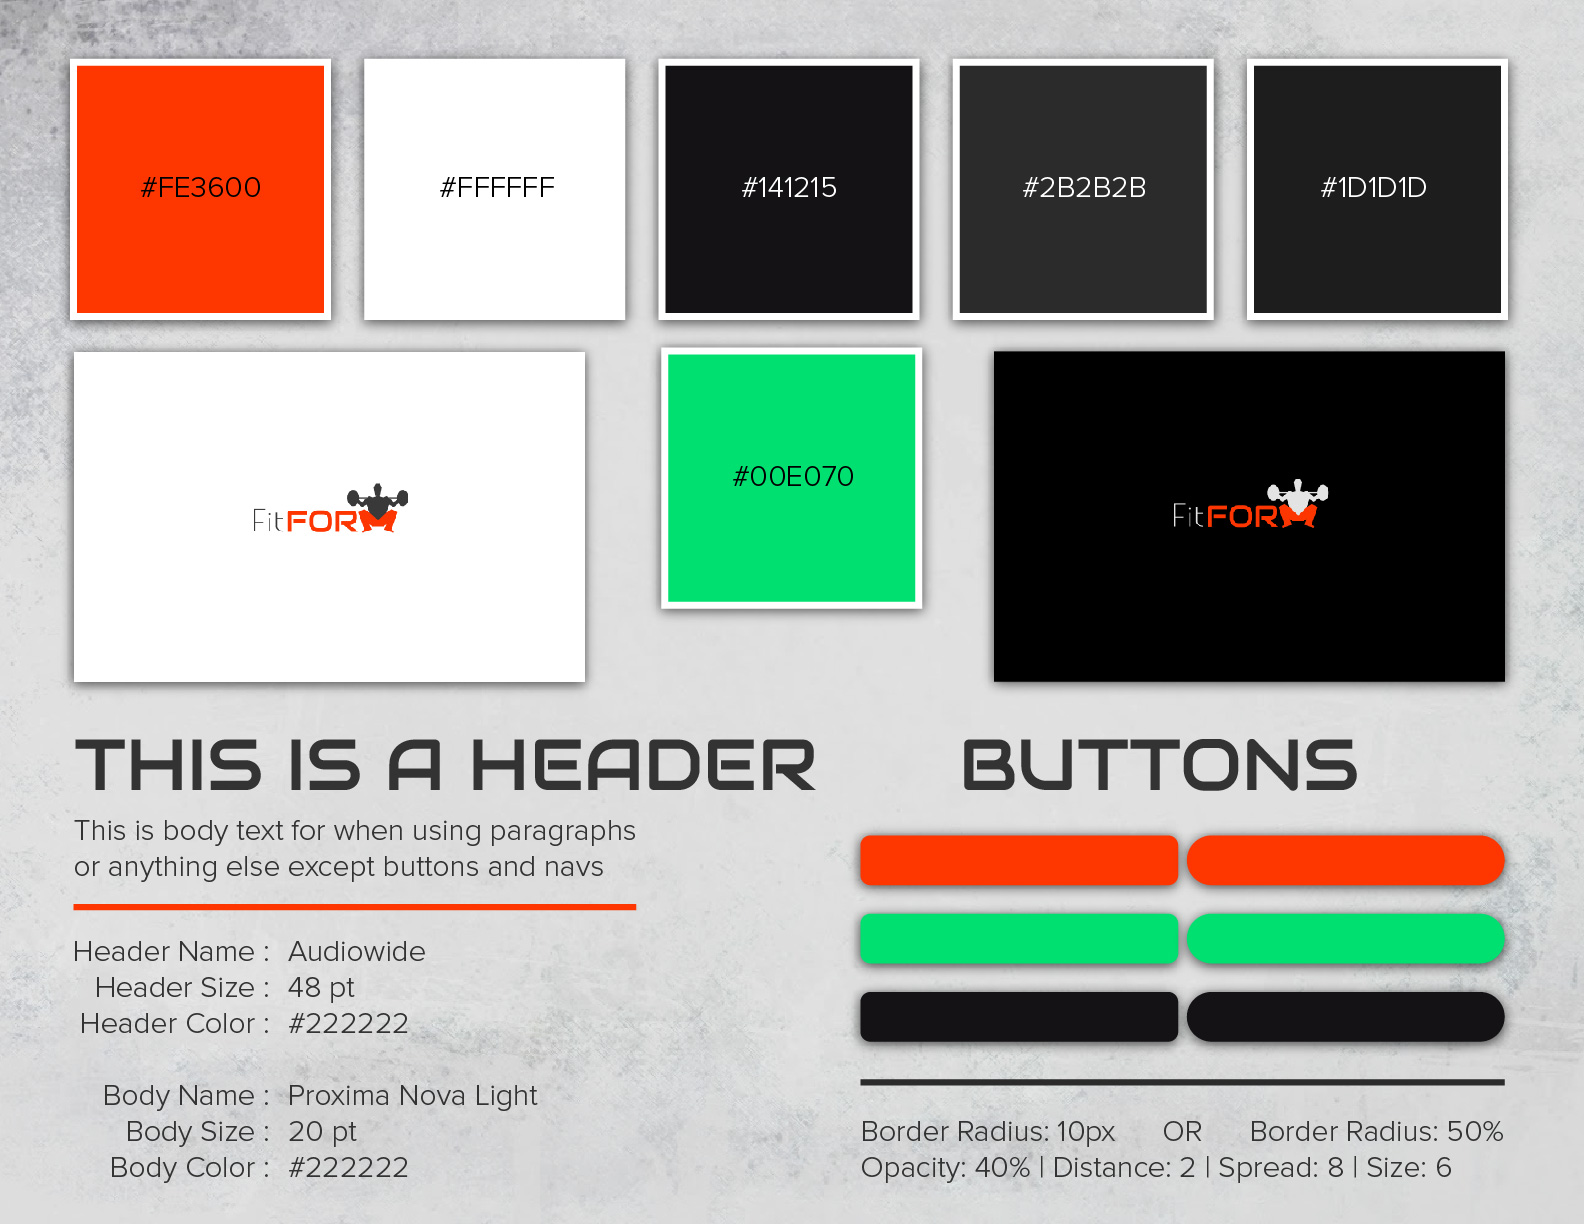 #FE3600
#FFFFFF
#141215
#2B2B2B
#1D1D1D
FitFOR
#00E070
FitFOR
THIS IS A HEADER
This is body text for when using paragraphs
or anything else except buttons and navs
Header Name : Audiowide
Header Size : 48 pt
Header Color : #222222
Body Name : Proxima Nova Light
Body Size : 20 pt
Body Color : #222222
BUTTONS
Border Radius: 10px OR Border Radius: 50%
Opacity: 40% | Distance: 2 | Spread: 8 | Size: 6